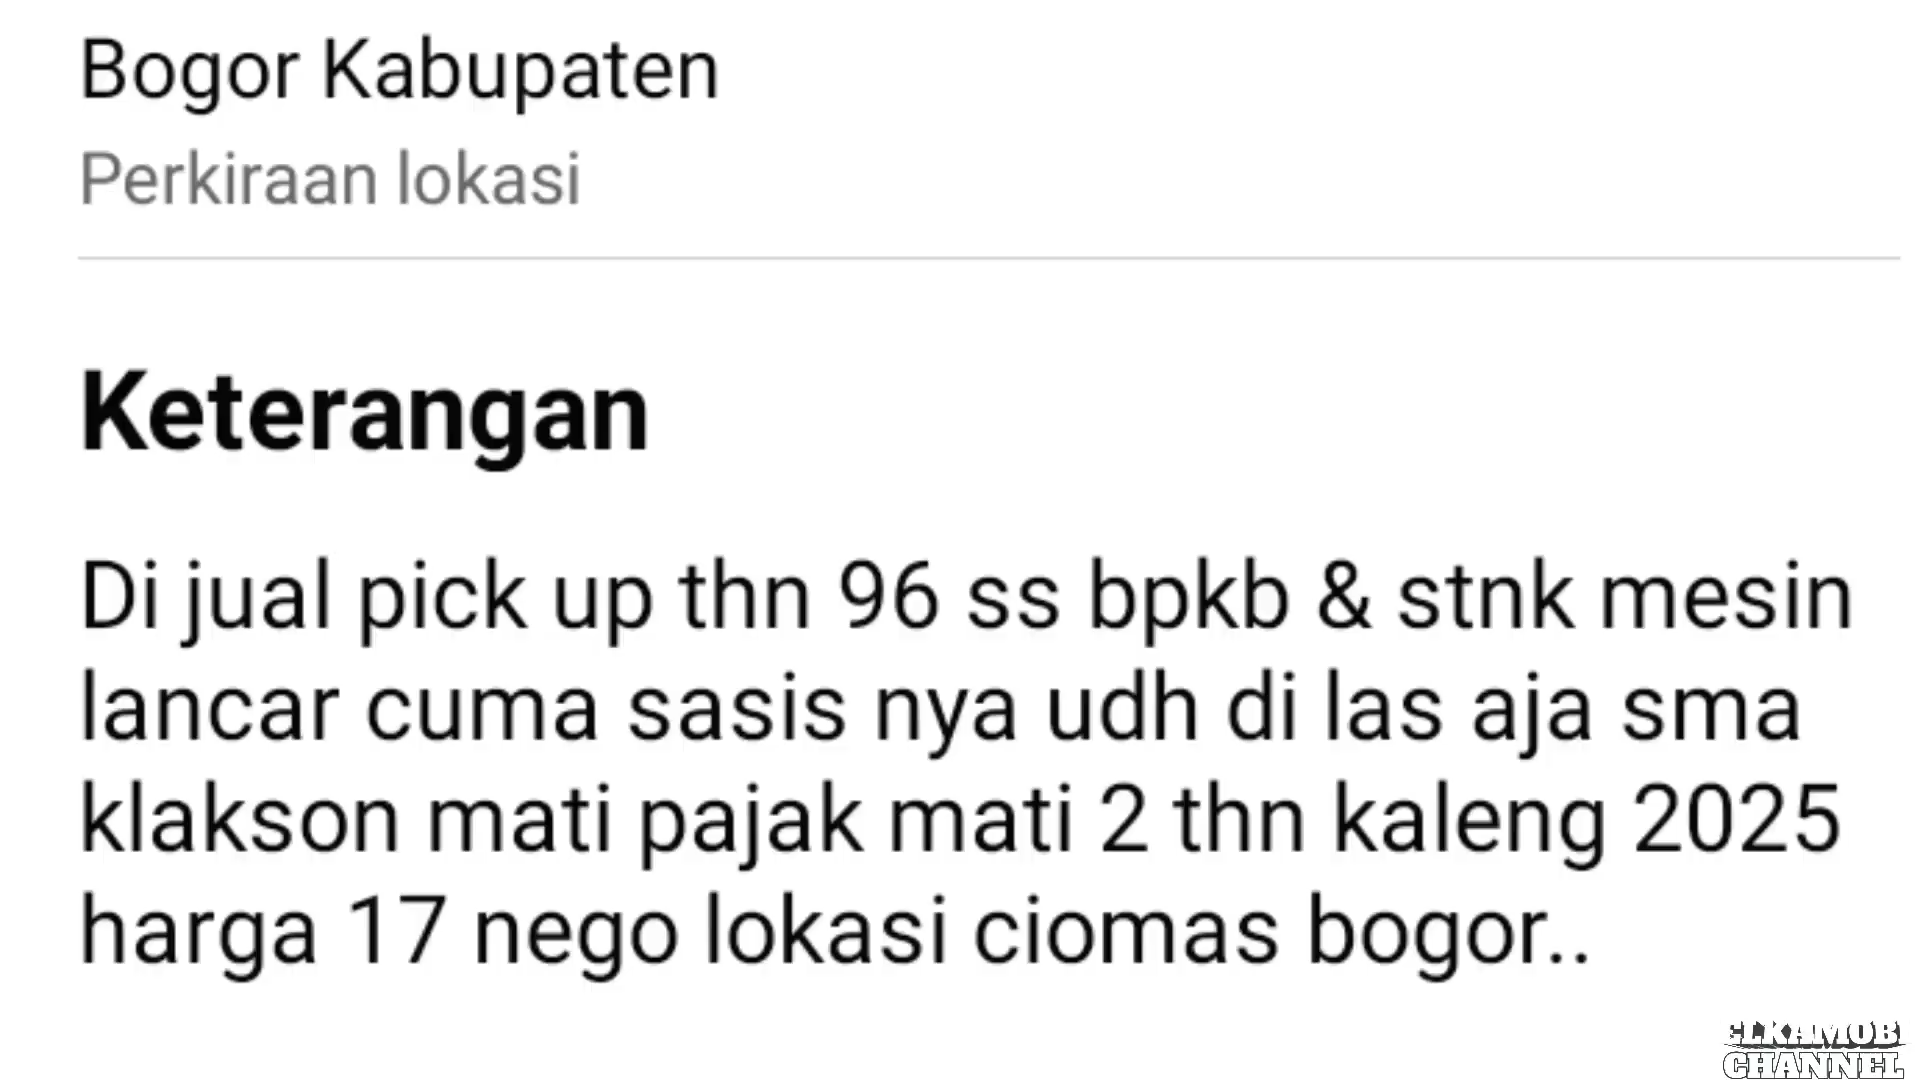 Bogor Kabupaten
Perkiraan lokasi
Keterangan
Di jual pick up thn 96 ss bpkb & stnk mesin
lancar cuma sasis nya udh di las aja sma
klakson mati pajak mati 2 thn kaleng 2025
harga 17 nego lokasi ciomas bogor..
ELKAMOB
CHANNEL